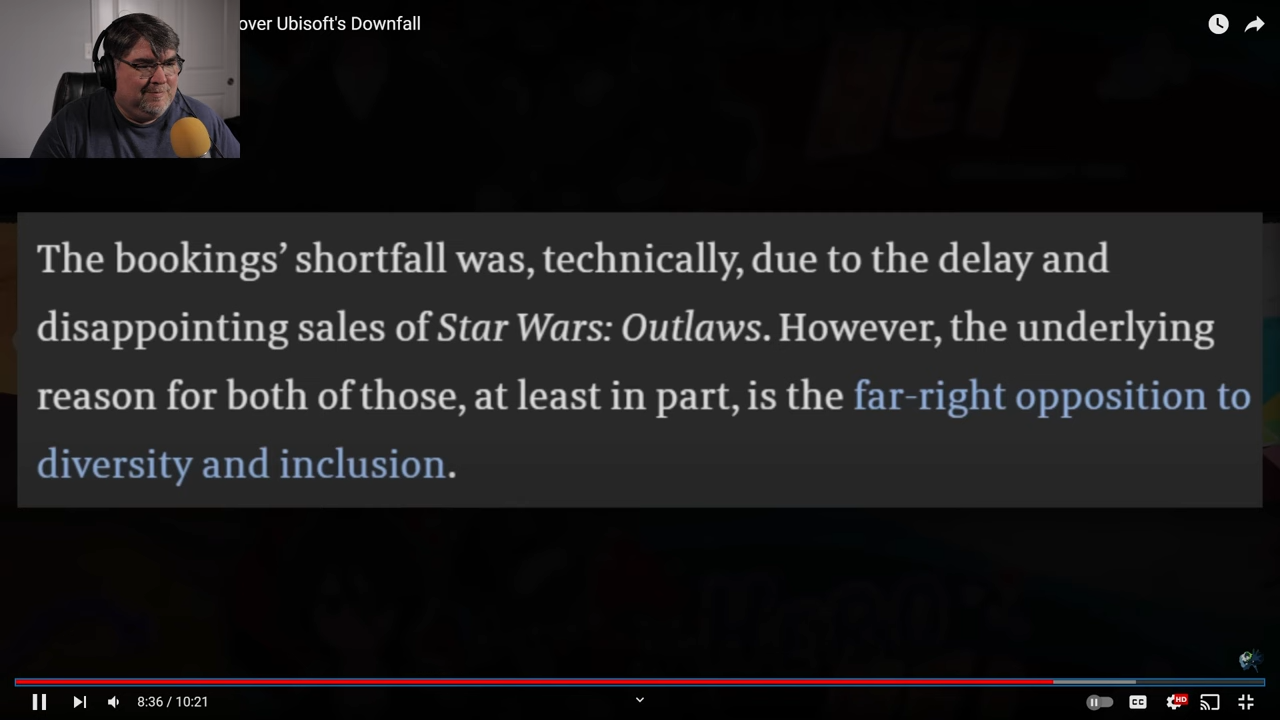 over Ubisoft's Downfall
The bookings’ shortfall was, technically, due to the delay and
disappointing sales of Star Wars: Outlaws. However, the underlying
reason for both of those, at least in part, is the far-right opposition to
diversity and inclusion.
8:36 / 10:21
CC
HD